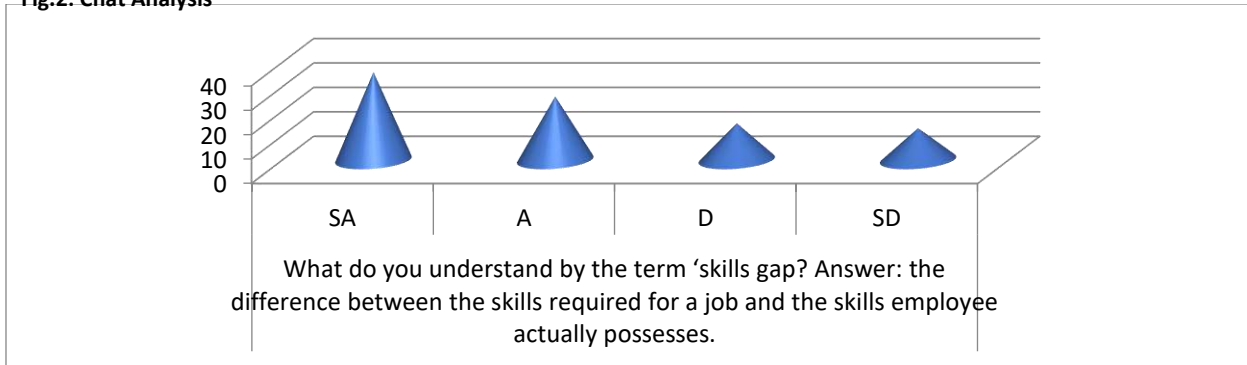 Fig.2. Chat Analysis
40
30
20
10
0
SA A D SD
What do you understand by the term ‘skills gap? Answer: the
difference between the skills required for a job and the skills employee
actually possesses.